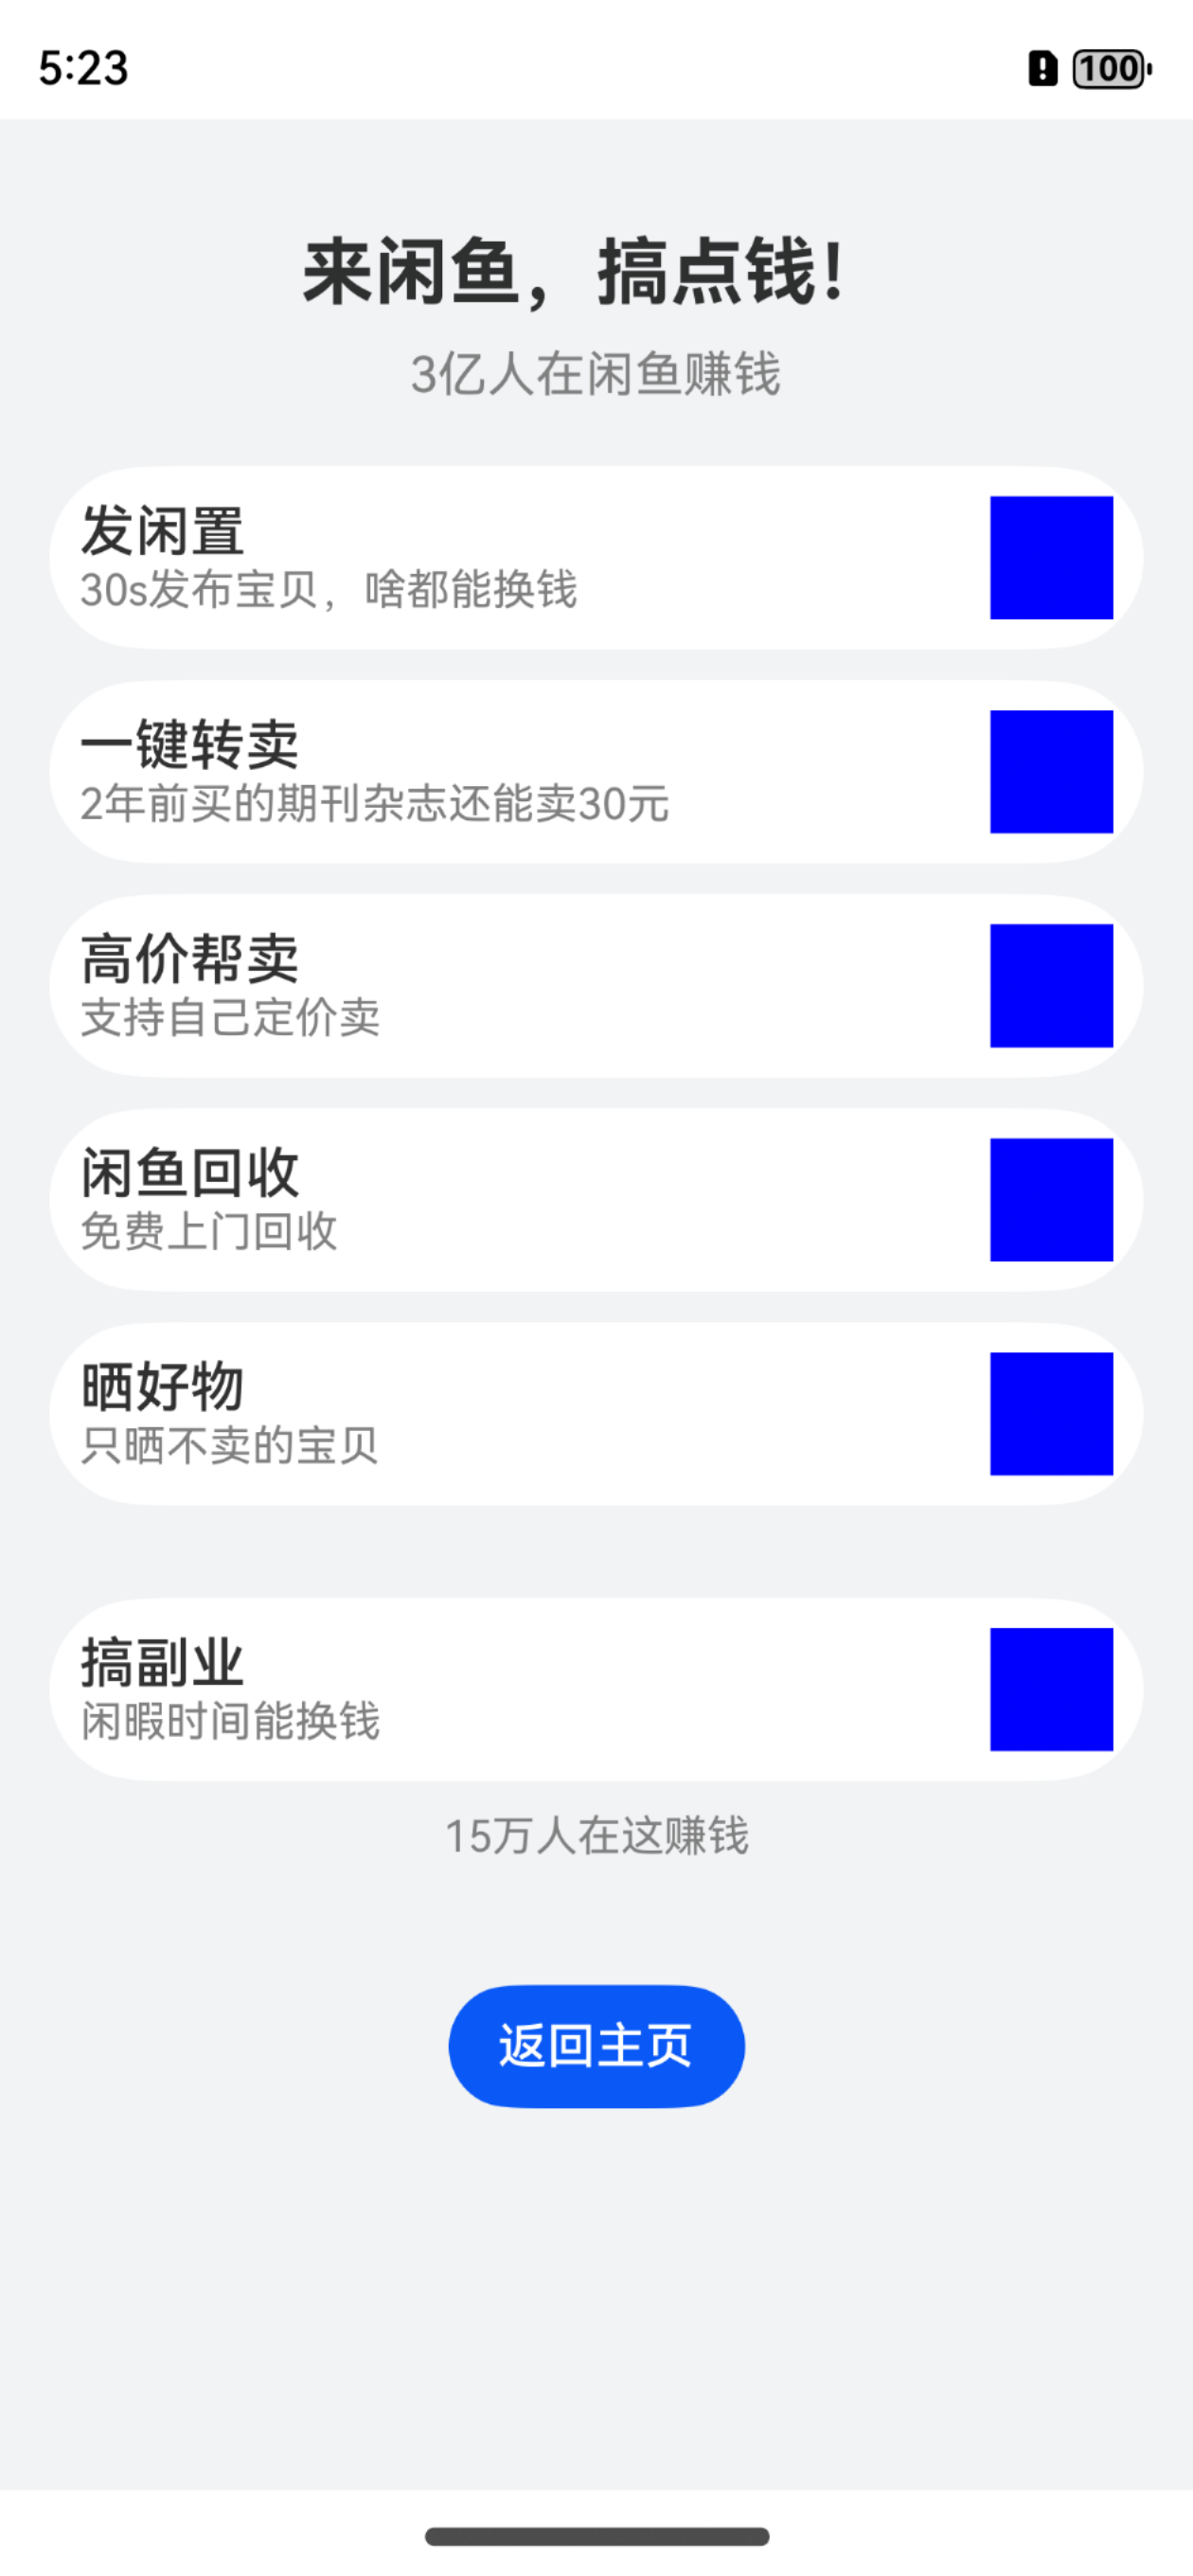 5:23
100
来闲鱼，搞点钱！
3亿人在闲鱼赚钱
发闲置
30s发布宝贝，啥都能换钱
一键转卖
2年前买的期刊杂志还能卖30元
高价帮卖
支持自己定价卖
闲鱼回收
免费上门回收
晒好物
只晒不卖的宝贝
搞副业
闲暇时间能换钱
15万人在这赚钱
返回主页